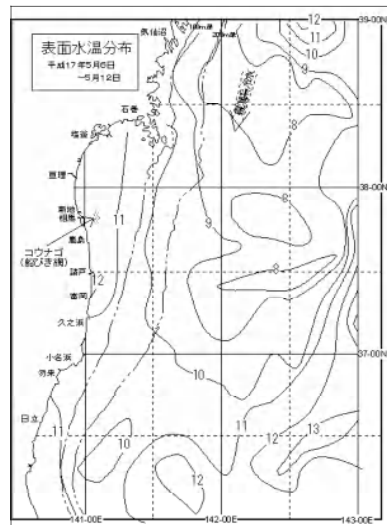 表面水温分布
平成17年5月6日
～5月12日
気仙沼
石巻
塩釜
亘理
新地
相馬
鹿島
コウナゴ
(船びき網)
請戸
富岡
久之浜
小名浜
勿来
日立
39-00N
38-00N
37-00N
141-00E
142-00E
143-00E
12
11
10
9
8
8
9
8
11
12
10
11
10
12
13
12